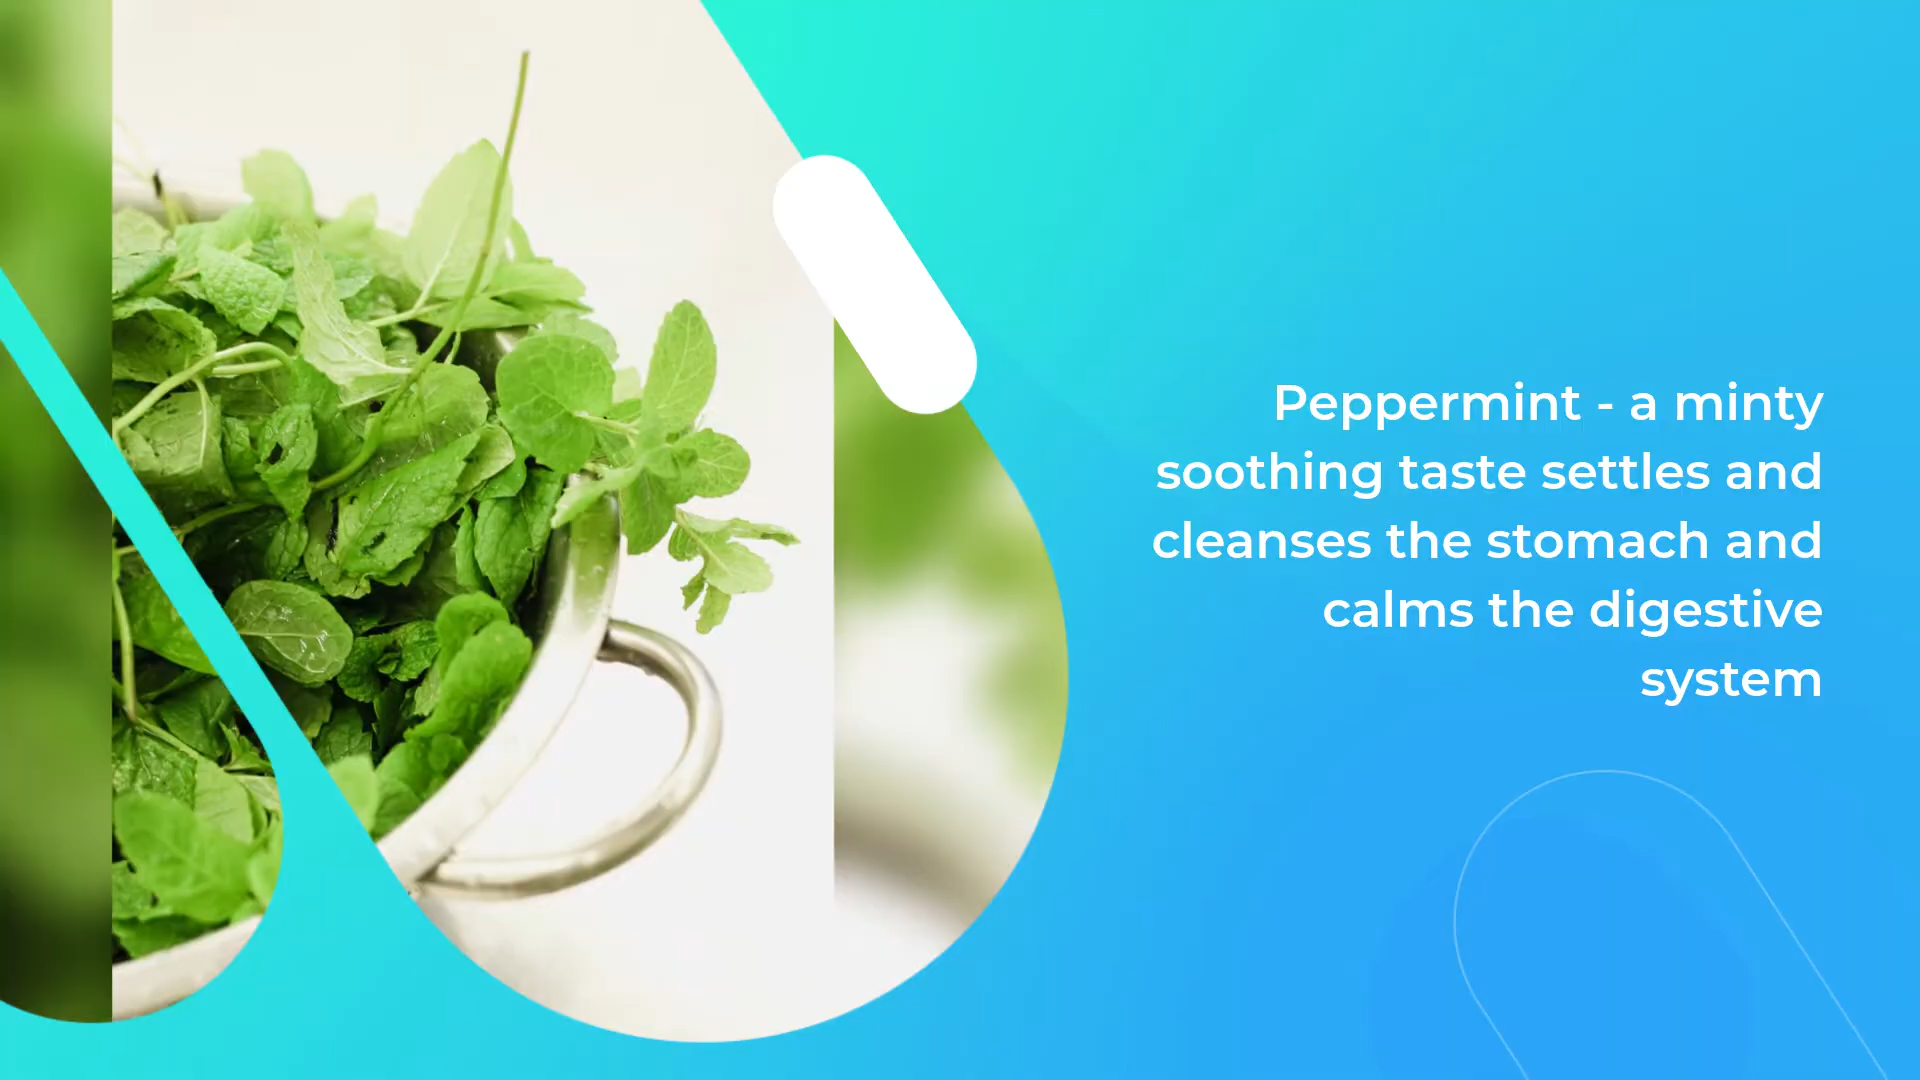 Peppermint - a minty
soothing taste settles and
cleanses the stomach and
calms the digestive
system